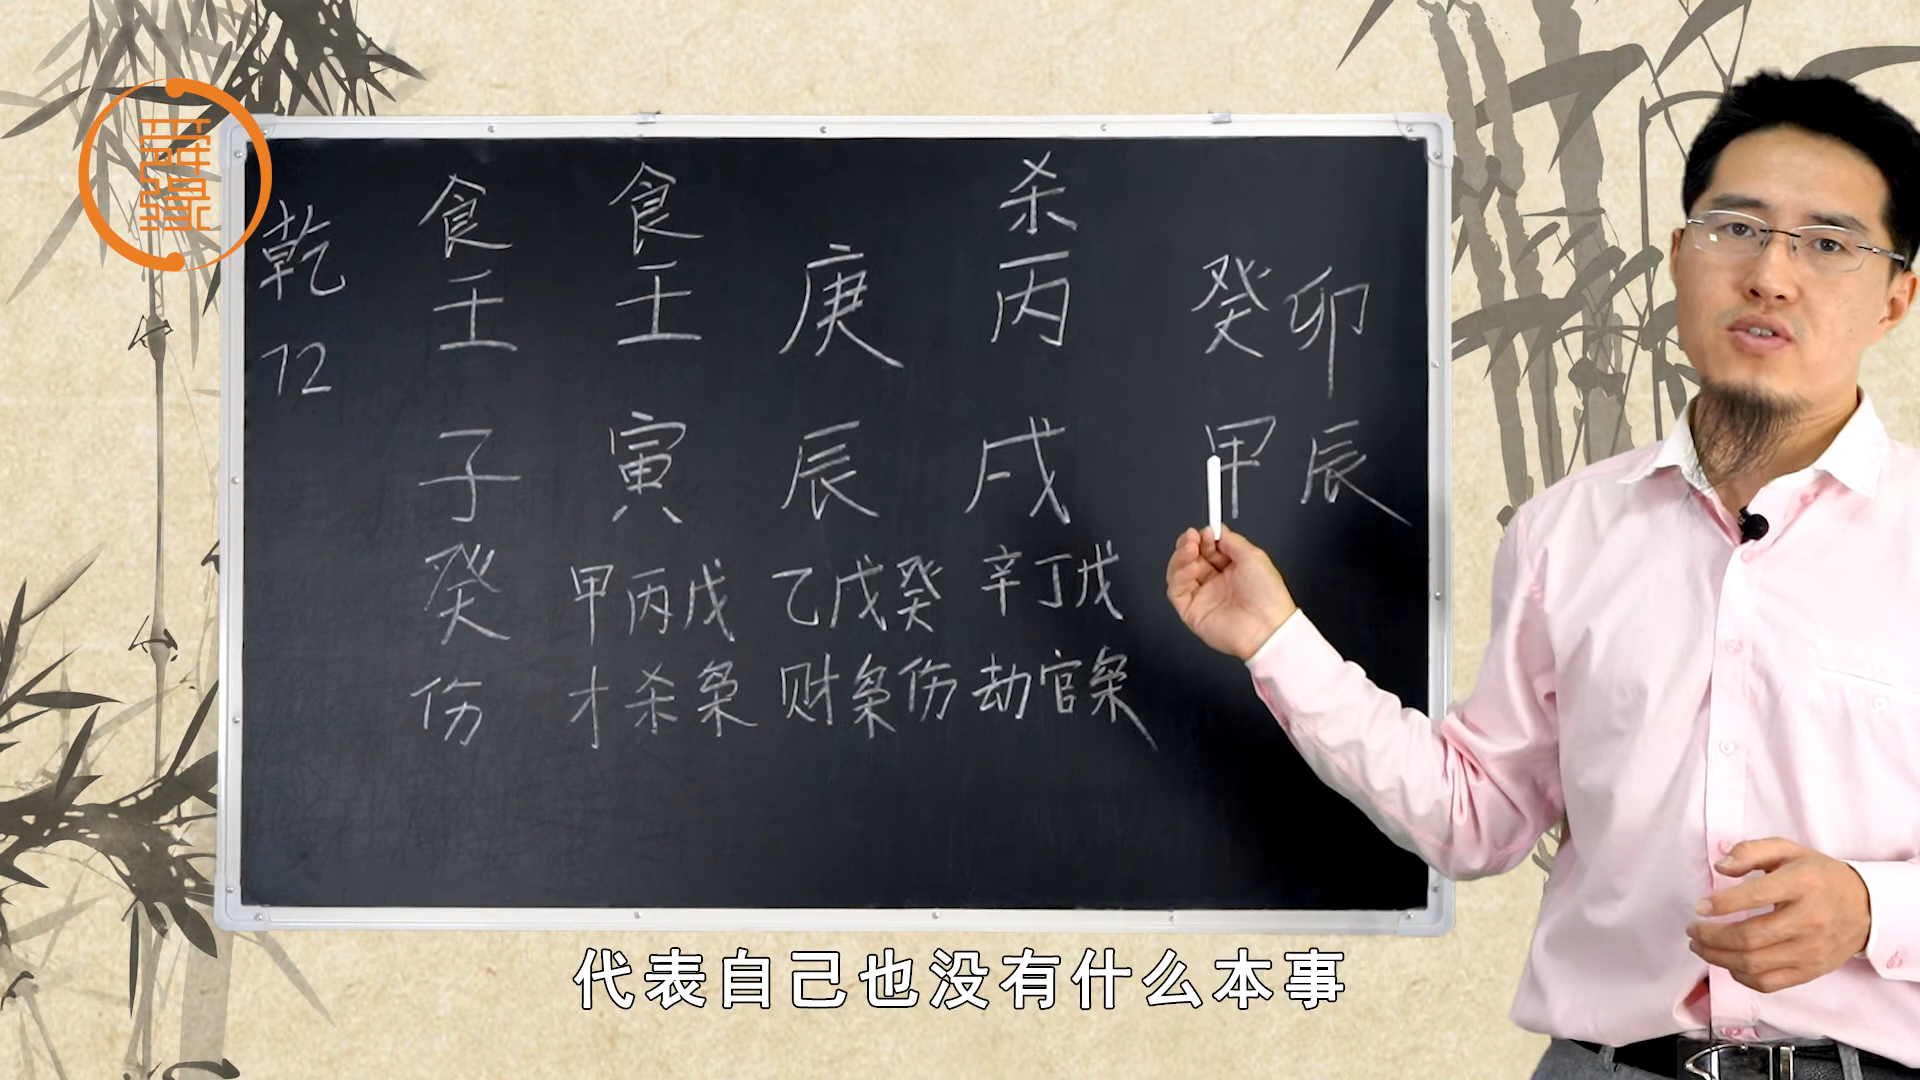 食 食 杀
乾 壬 壬 庚 丙 癸卯
72
子 寅 辰 戌 甲辰
癸 甲丙戊 乙戊癸 辛丁戊
伤 才杀枭 财枭伤 劫官枭
代表自己也没有什么本事